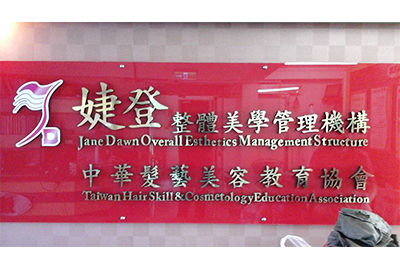 婕登整體美學管理機構
Jane Dawn Overall Esthetics Management Structure
中華髮藝美容教育協會
Taiwan Hair Skill & Cosmetology Education Association